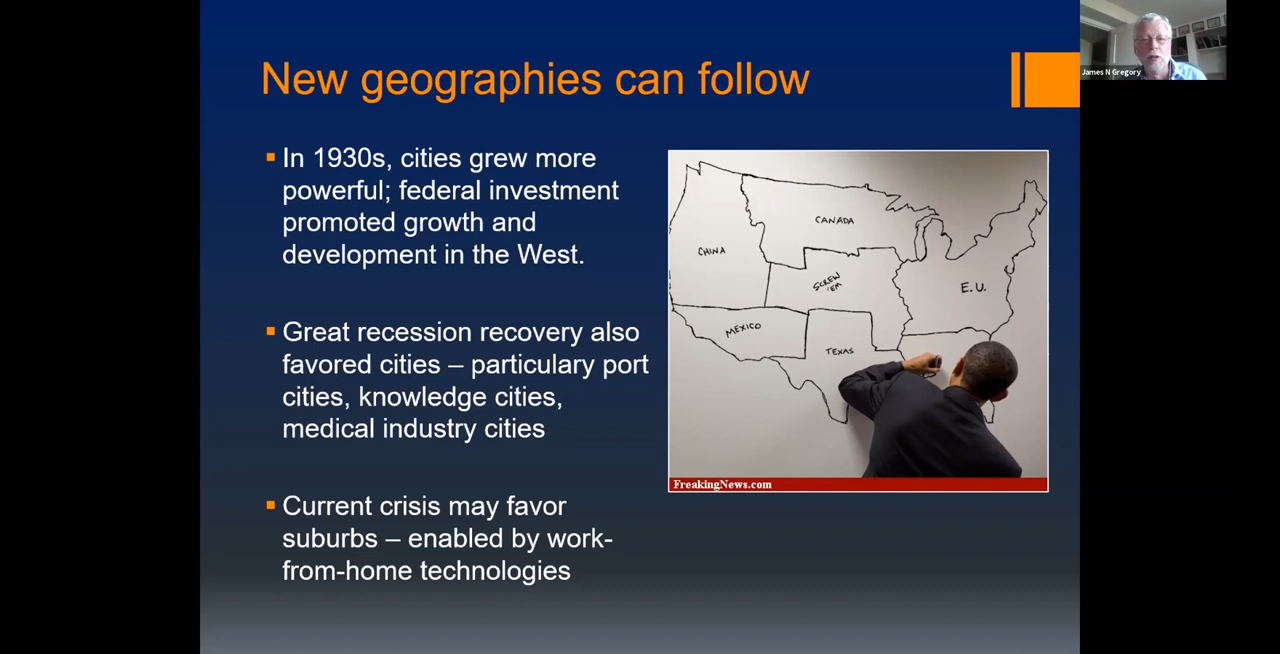 New geographies can follow
In 1930s, cities grew more
powerful; federal investment
promoted growth and
development in the West.
Great recession recovery also
favored cities – particulary port
cities, knowledge cities,
medical industry cities
Current crisis may favor
suburbs – enabled by work-
from-home technologies
CANADA
CHINA
SCREW
'EM
E.U.
MEXICO
TEXAS
FreakingNews.com
James N Gregory